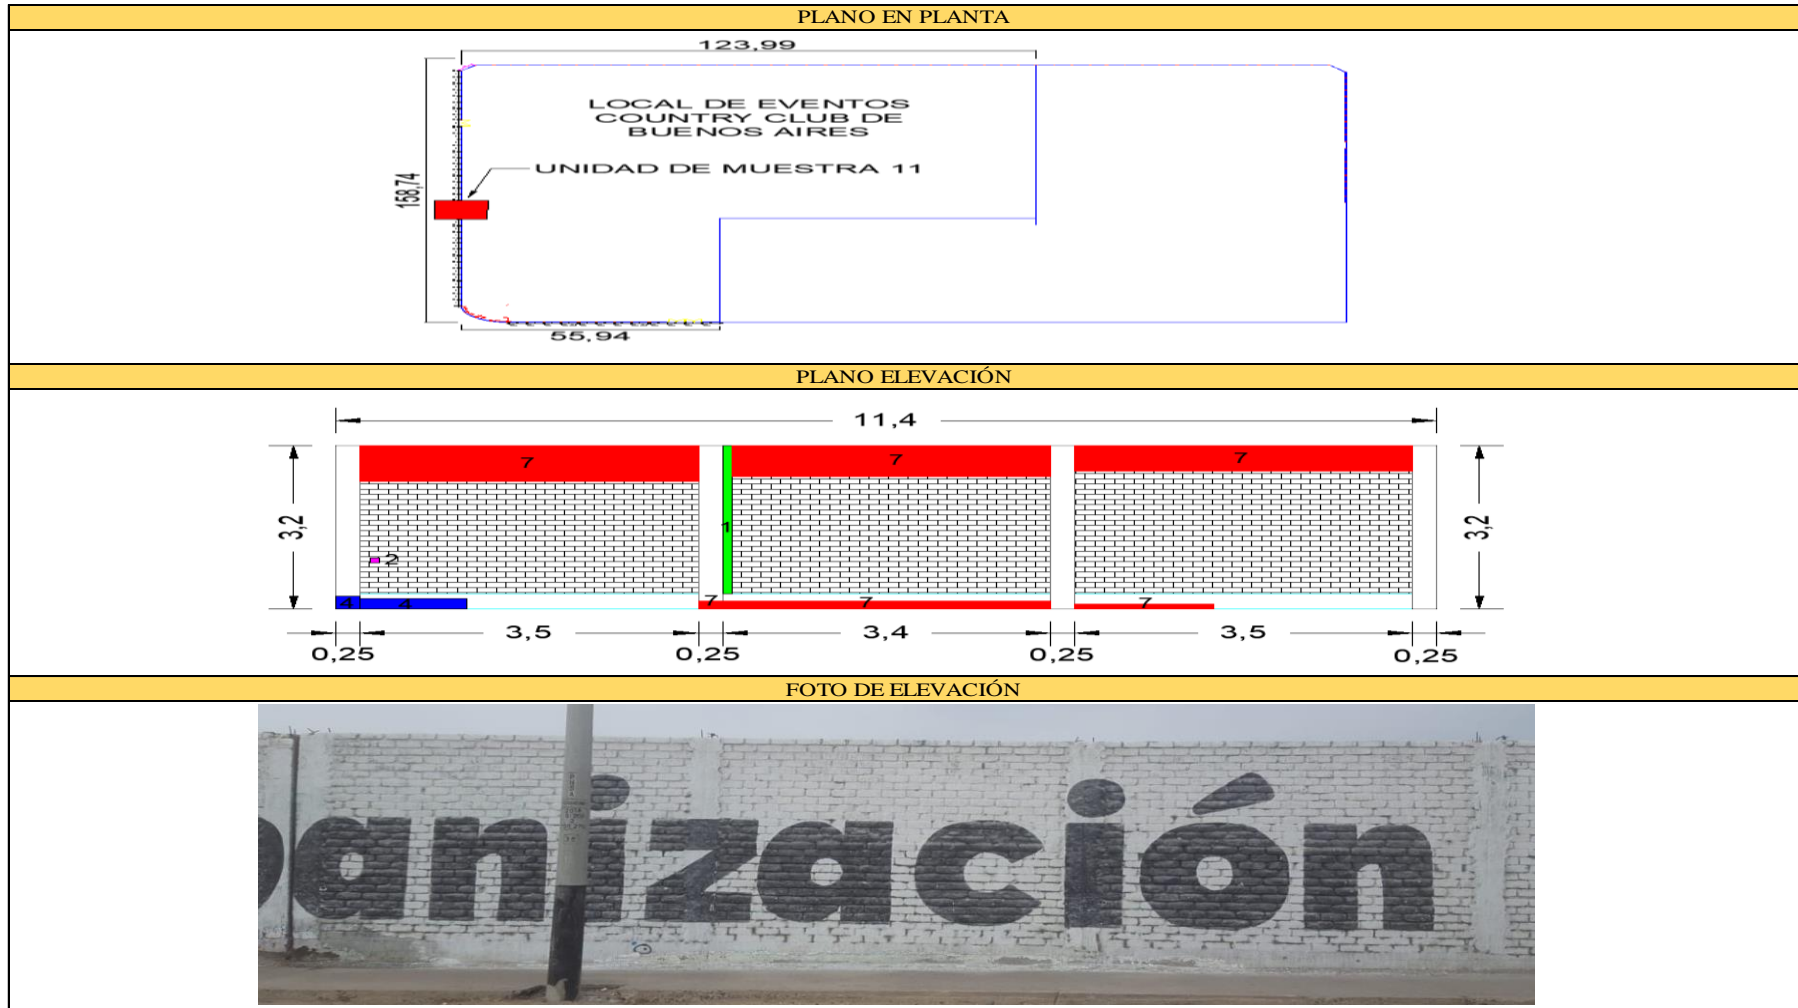 PLANO EN PLANTA
123,99
LOCAL DE EVENTOS
COUNTRY CLUB DE
BUENOS AIRES
UNIDAD DE MUESTRA 11
158,74
55,94
PLANO ELEVACIÓN
11,4
7 7 7
3,2 3,2
1
2
4 4 7 7 7
3,5 3,4 3,5
0,25 0,25 0,25 0,25
FOTO DE ELEVACIÓN
anización